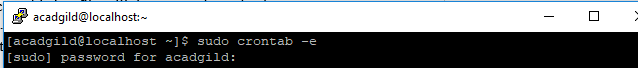 acadgild@localhost:~
[acadgild@localhost ~]$ sudo crontab -e
[sudo] password for acadgild: